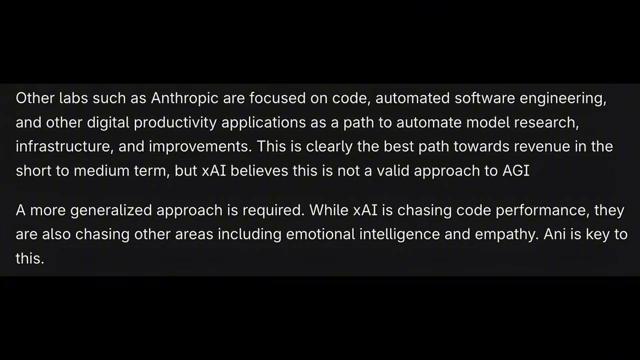 Other labs such as Anthropic are focused on code, automated software engineering,
and other digital productivity applications as a path to automate model research,
infrastructure, and improvements. This is clearly the best path towards revenue in the
short to medium term, but xAI believes this is not a valid approach to AGI
A more generalized approach is required. While xAI is chasing code performance, they
are also chasing other areas including emotional intelligence and empathy. Ani is key to
this.